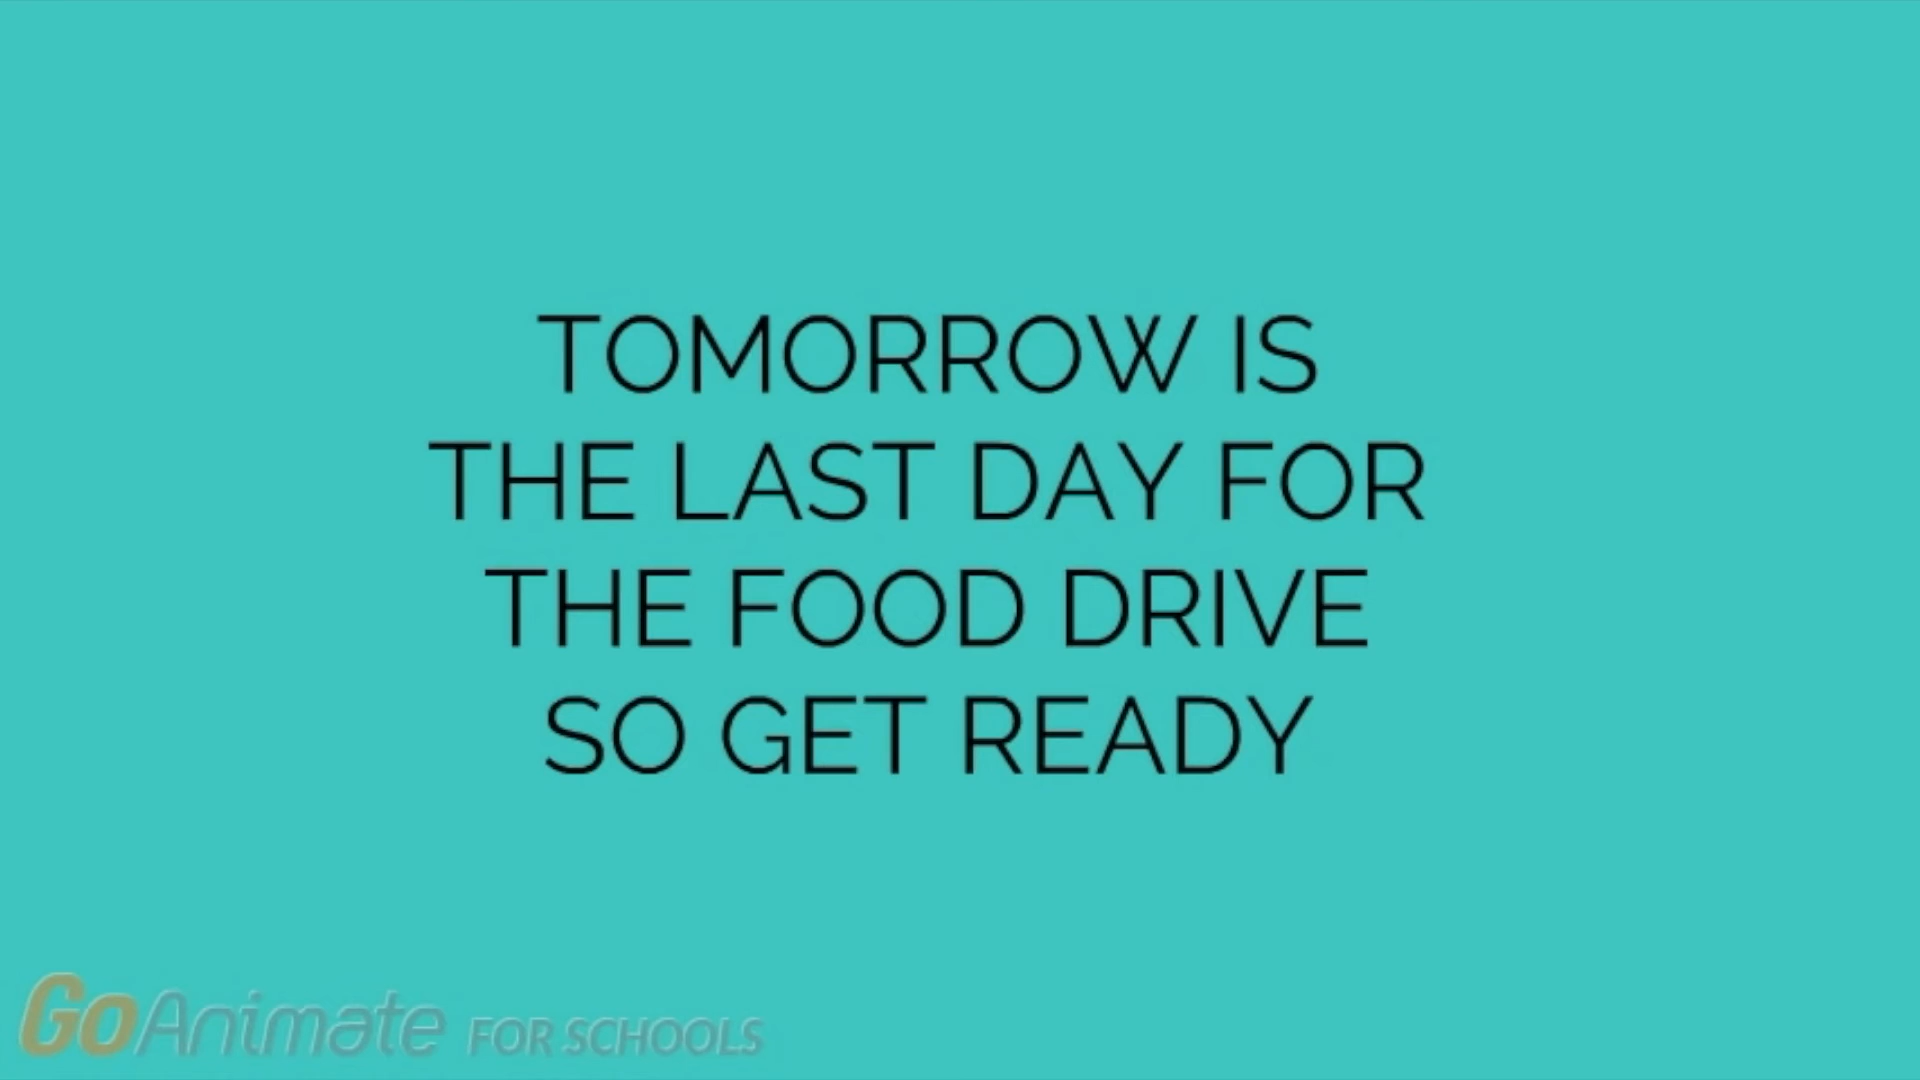 TOMORROW IS
THE LAST DAY FOR
THE FOOD DRIVE
SO GET READY
GoAnimate FOR SCHOOLS